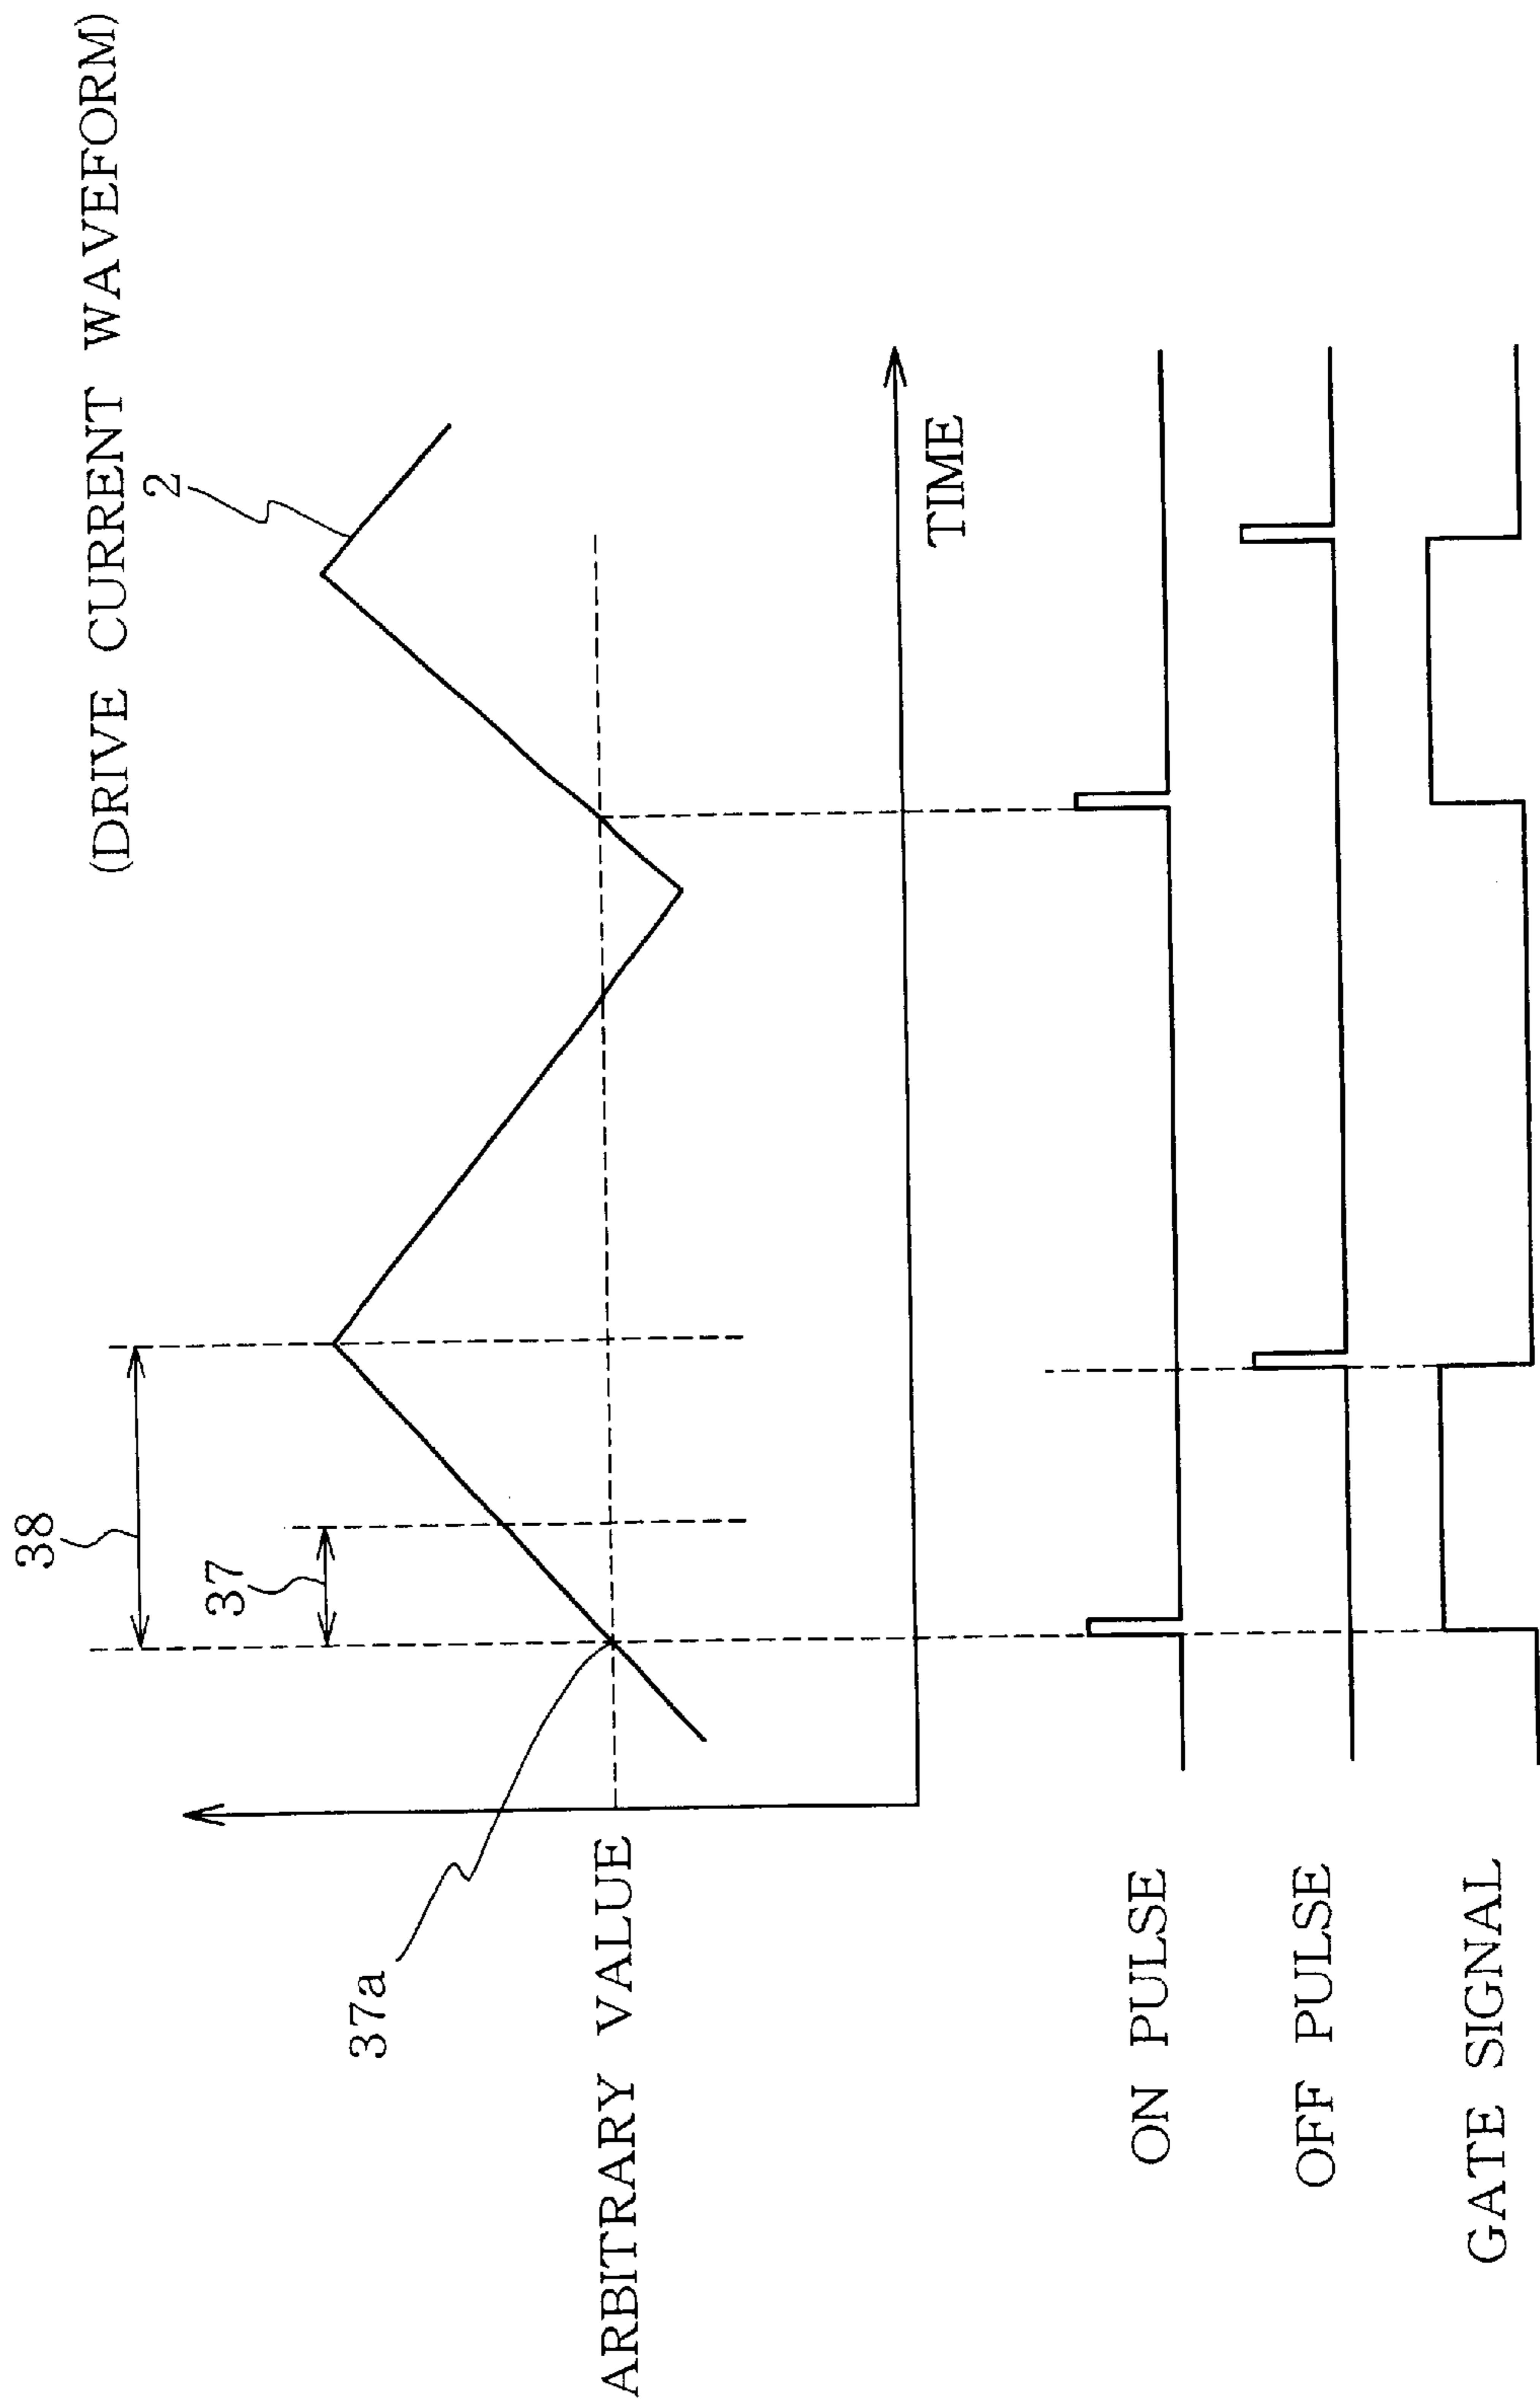 (DRIVE CURRENT WAVEFORM)
38
2
37
37a
ARBITRARY VALUE
TIME
ON PULSE
OFF PULSE
GATE SIGNAL